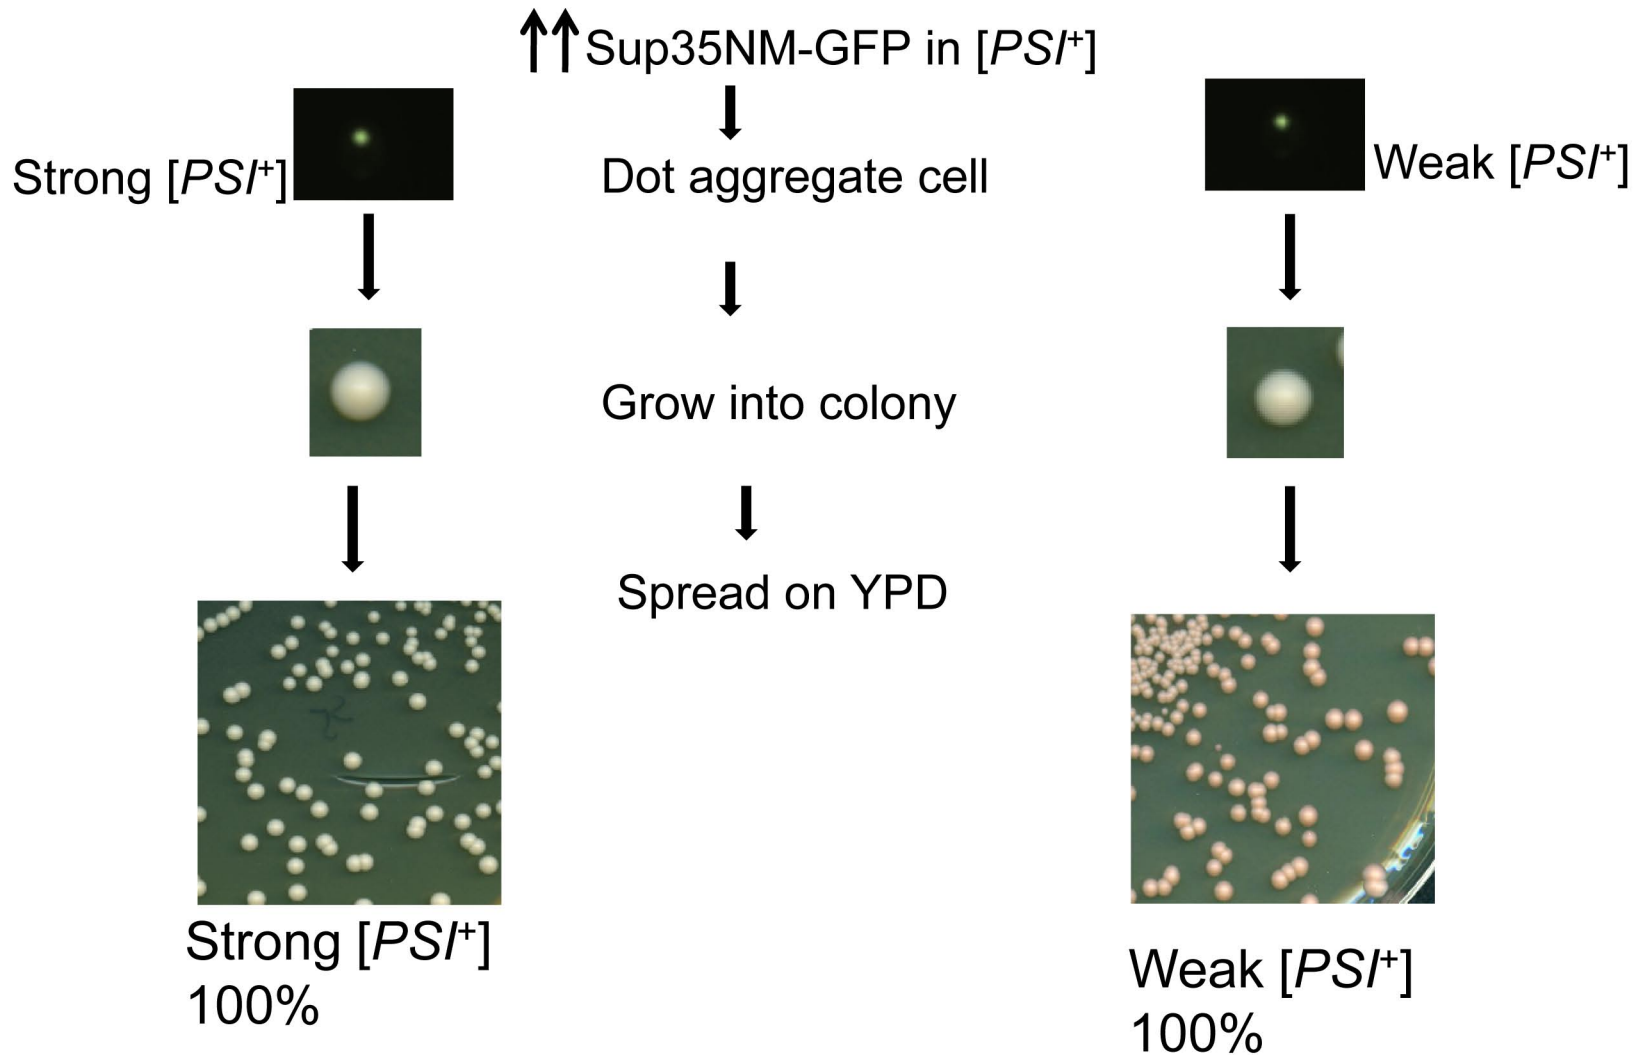 ↑↑ Sup35NM-GFP in [PSI+]
Strong [PSI+]
Dot aggregate cell
Weak [PSI+]
Grow into colony
Spread on YPD
Strong [PSI+]
100%
Weak [PSI+]
100%